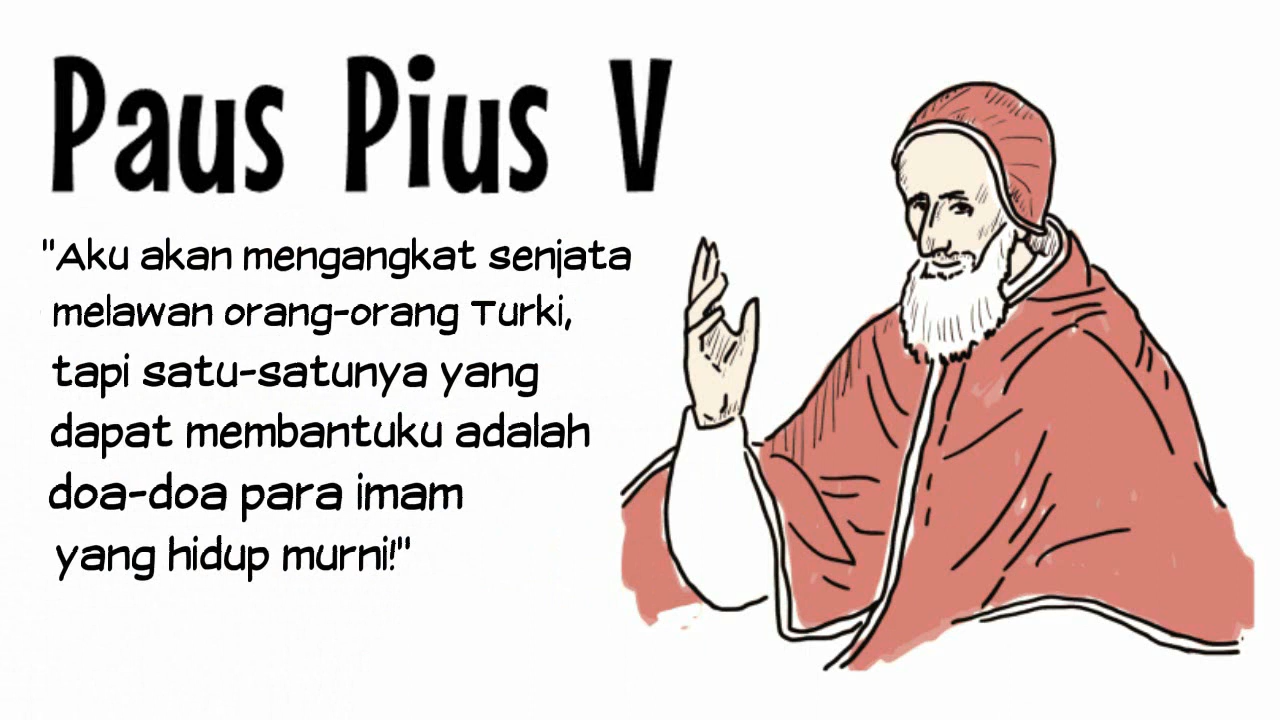 Paus Pius V
"Aku akan mengangkat senjata
melawan orang-orang Turki,
tapi satu-satunya yang
dapat membantuku adalah
doa-doa para imam
yang hidup murni!"